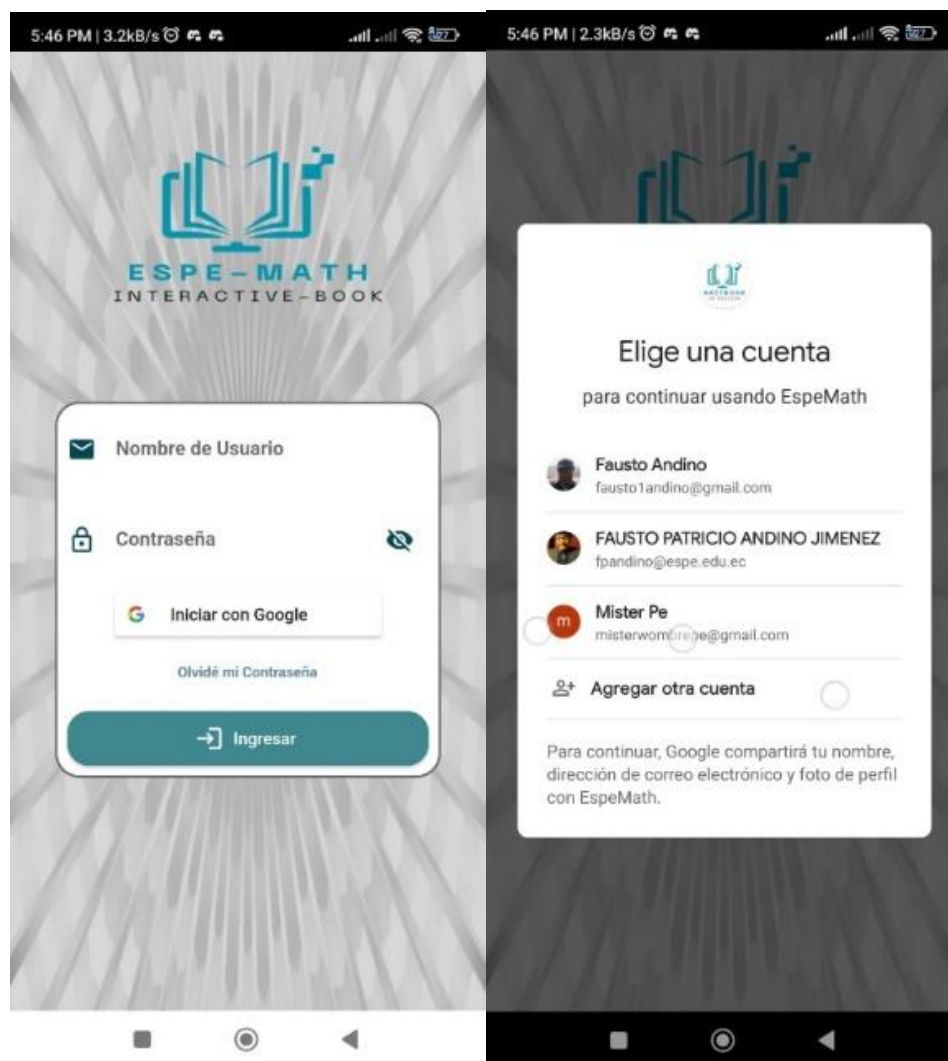 5:46 PM | 3.2kB/s
ESPE-MATH
INTERACTIVE-BOOK
Nombre de Usuario
Contraseña
Iniciar con Google
Olvidé mi Contraseña
Ingresar
5:46 PM | 2.3kB/s
Elige una cuenta
para continuar usando EspeMath
Fausto Andino
fausto1andino@gmail.com
FAUSTO PATRICIO ANDINO JIMENEZ
fpandino@espe.edu.ec
m
Mister Pe
misterwombrepe@gmail.com
Agregar otra cuenta
Para continuar, Google compartirá tu nombre,
dirección de correo electrónico y foto de perfil
con EspeMath.